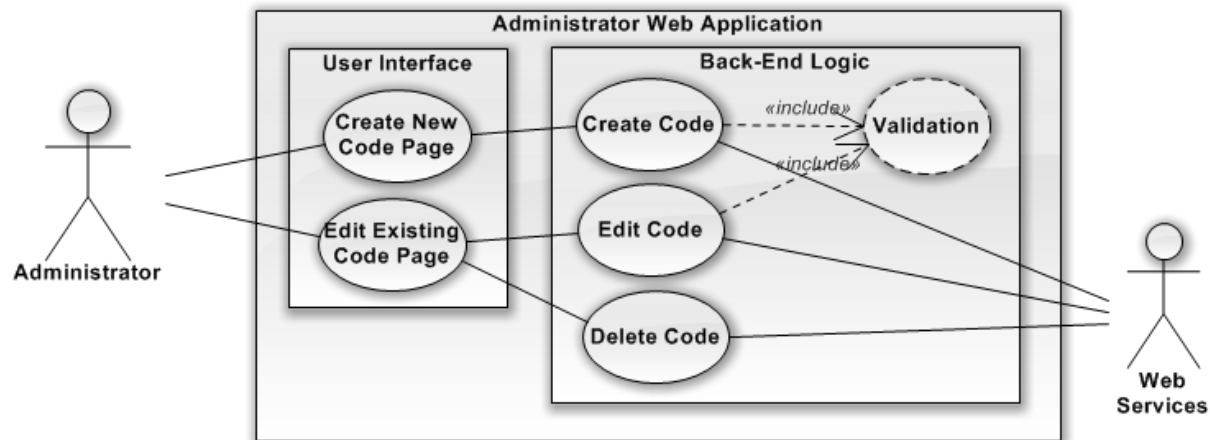 Administrator Web Application
User Interface
Back-End Logic
Create New
Code Page
Create Code
«include»
Validation
«include»
Edit Existing
Code Page
Edit Code
Administrator
Delete Code
Web
Services